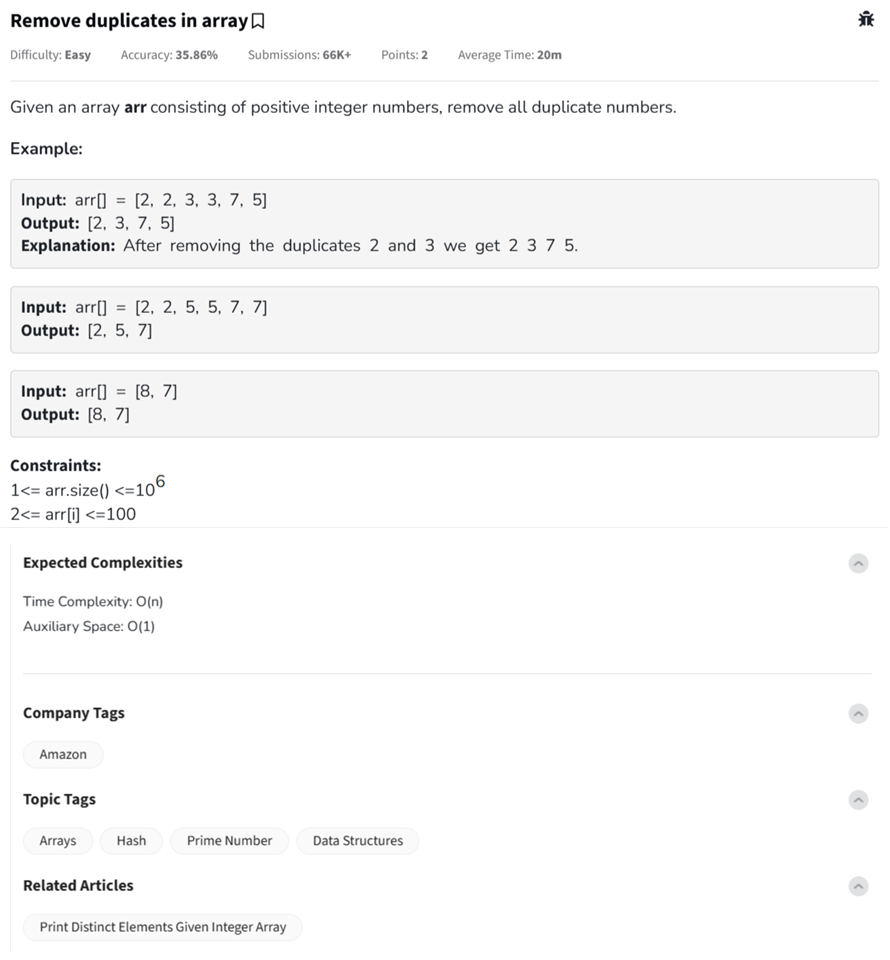 Remove duplicates in array
Difficulty: Easy Accuracy: 35.86% Submissions: 66K+ Points: 2 Average Time: 20m
Given an array arr consisting of positive integer numbers, remove all duplicate numbers.
Example:
Input: arr[] = [2, 2, 3, 3, 7, 5]
Output: [2, 3, 7, 5]
Explanation: After removing the duplicates 2 and 3 we get 2 3 7 5.
Input: arr[] = [2, 2, 5, 5, 7, 7]
Output: [2, 5, 7]
Input: arr[] = [8, 7]
Output: [8, 7]
Constraints:
1<= arr.size() <=10^6
2<= arr[i] <=100
Expected Complexities
Time Complexity: O(n)
Auxiliary Space: O(1)
Company Tags
Amazon
Topic Tags
Arrays Hash Prime Number Data Structures
Related Articles
Print Distinct Elements Given Integer Array